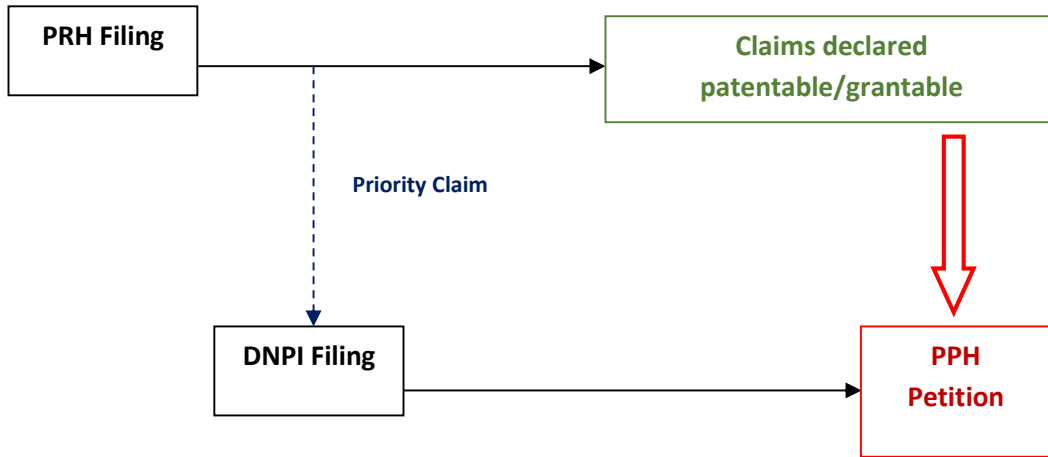 PRH Filing
Claims declared
patentable/grantable
Priority Claim
DNPI Filing
PPH
Petition